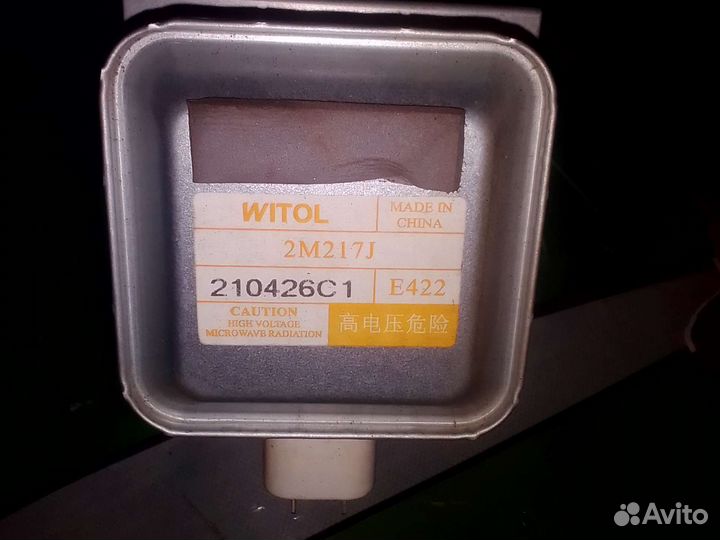 WITOL
MADE IN
CHINA
2M217J
210426C1
E422
CAUTION
HIGH VOLTAGE
MICROWAVE RADIATION
高电压危险
Avito